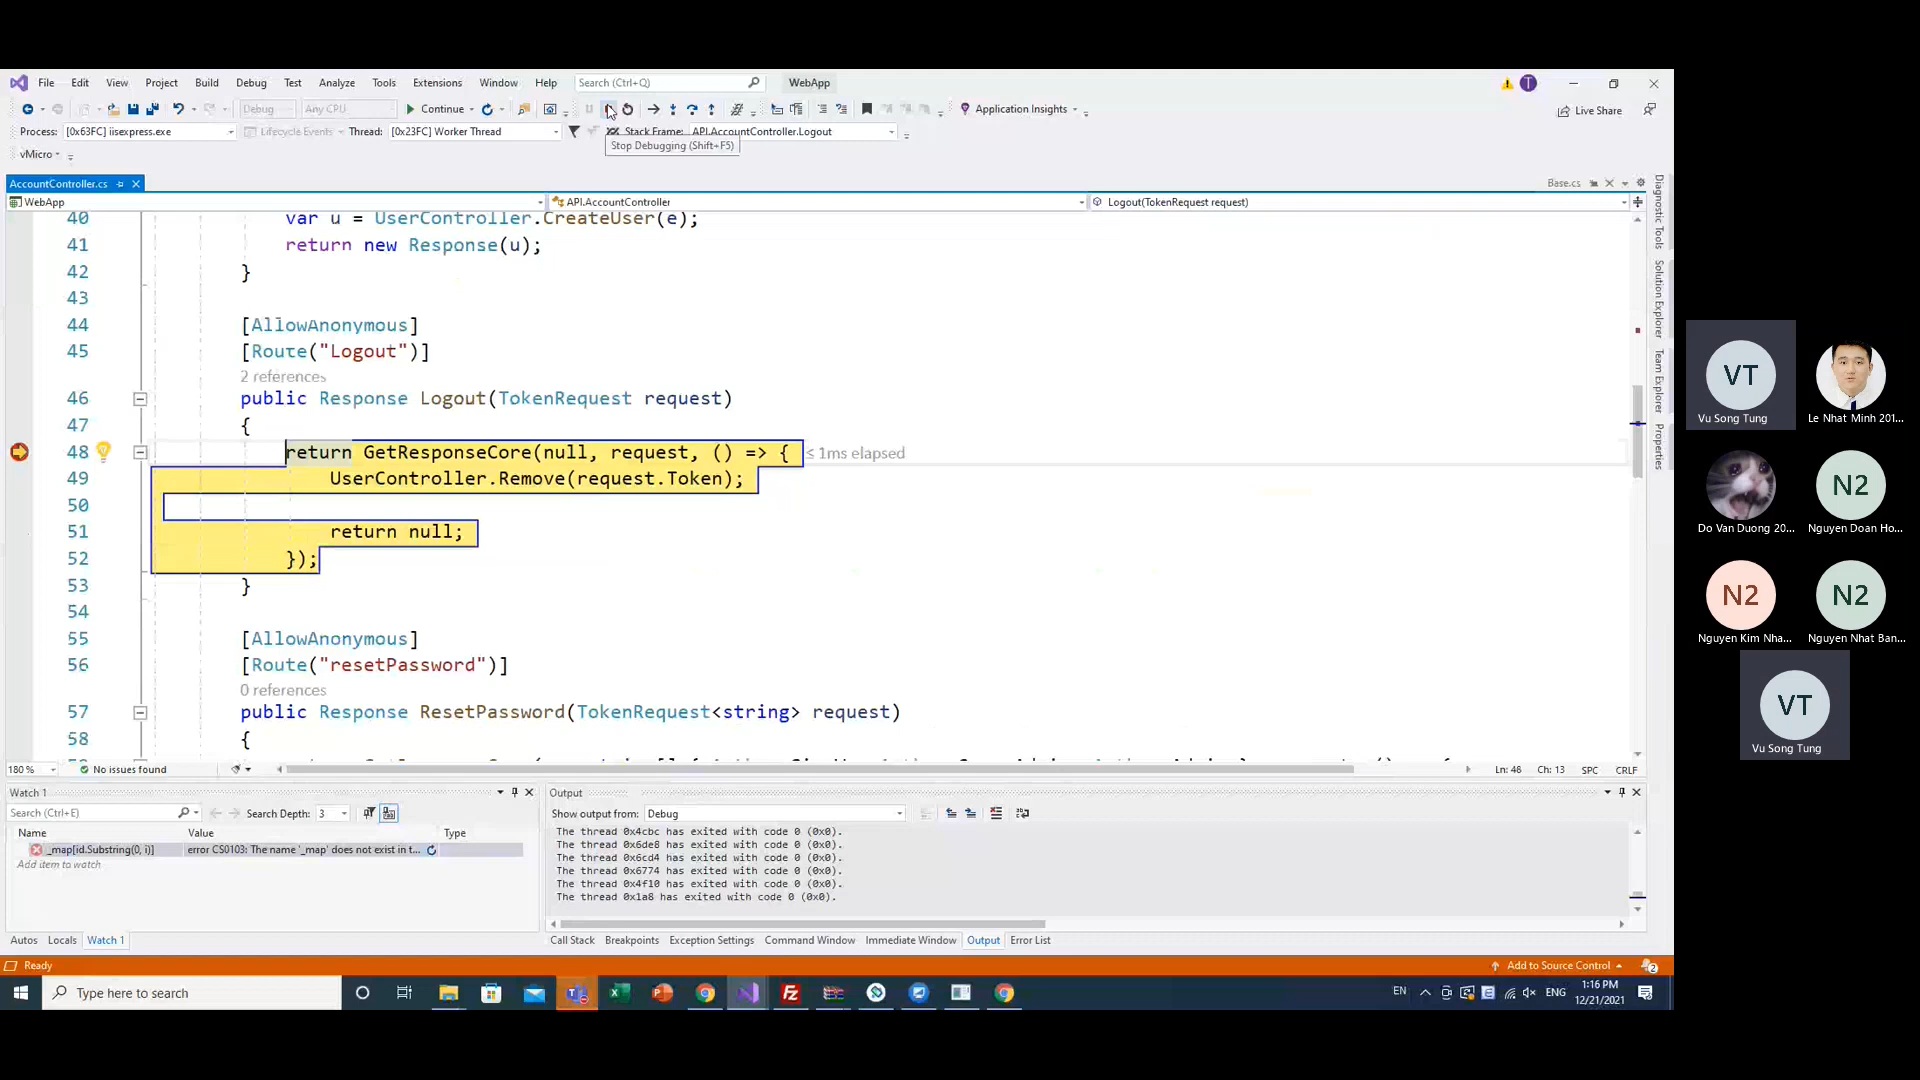 File Edit View Project Build Debug Test Analyze Tools Extensions Window Help Search (Ctrl+Q) WebApp T
Debug Any CPU Continue Application Insights Live Share
Process: [0x63FC] iisexpress.exe Lifecycle Events Thread: [0x23FC] Worker Thread Stack Frame: API.AccountController.Logout
Stop Debugging (Shift+F5)
vMicro
AccountController.cs Base.cs
WebApp API.AccountController Logout(TokenRequest request)
40 var u = UserController.CreateUser(e);
41 return new Response(u);
42 }
43
44 [AllowAnonymous]
45 [Route("Logout")]
2 references
46 public Response Logout(TokenRequest request)
47 {
48 return GetResponseCore(null, request, () => { ≤ 1ms elapsed
49 UserController.Remove(request.Token);
50
51 return null;
52 });
53 }
54
55 [AllowAnonymous]
56 [Route("resetPassword")]
0 references
57 public Response ResetPassword(TokenRequest<string> request)
58 {
180 % No issues found Ln: 46 Ch: 13 SPC CRLF
Diagnostic Tools
Solution Explorer
Team Explorer
Properties
Watch 1
Search (Ctrl+E) Search Depth: 3
Name Value Type
_map[id.Substring(0, i)] error CS0103: The name '_map' does not exist in t...
Add item to watch
Autos Locals Watch 1
Output
Show output from: Debug
The thread 0x4cbc has exited with code 0 (0x0).
The thread 0x6de8 has exited with code 0 (0x0).
The thread 0x6cd4 has exited with code 0 (0x0).
The thread 0x6774 has exited with code 0 (0x0).
The thread 0x4f10 has exited with code 0 (0x0).
The thread 0x1a8 has exited with code 0 (0x0).
Call Stack Breakpoints Exception Settings Command Window Immediate Window Output Error List
Ready Add to Source Control 2
Type here to search EN ENG 1:16 PM
12/21/2021
VT
Vu Song Tung
Le Nhat Minh 201...
Do Van Duong 20...
N2
Nguyen Doan Ho...
N2
Nguyen Kim Nha...
N2
Nguyen Nhat Ban...
VT
Vu Song Tung